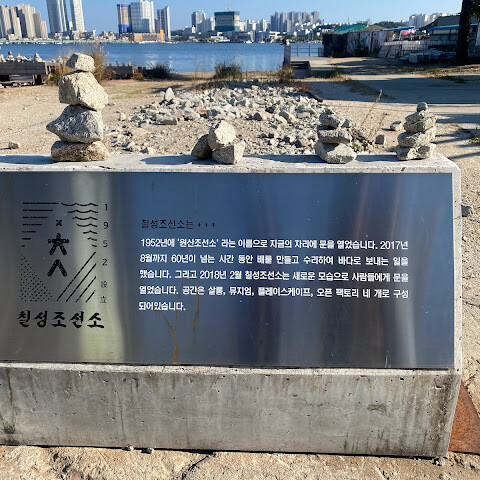 1952 設立
칠성조선소
칠성조선소는 +++
1952년에 '원산조선소' 라는 이름으로 지금의 자리에 문을 열었습니다. 2017년
8월까지 60년이 넘는 시간 동안 배를 만들고 수리하여 바다로 보내는 일을
했습니다. 그리고 2018년 2월 칠성조선소는 새로운 모습으로 사람들에게 문을
열었습니다. 공간은 살롱, 뮤지엄, 플레이스케이프, 오픈 팩토리 네 개로 구성
되어있습니다.